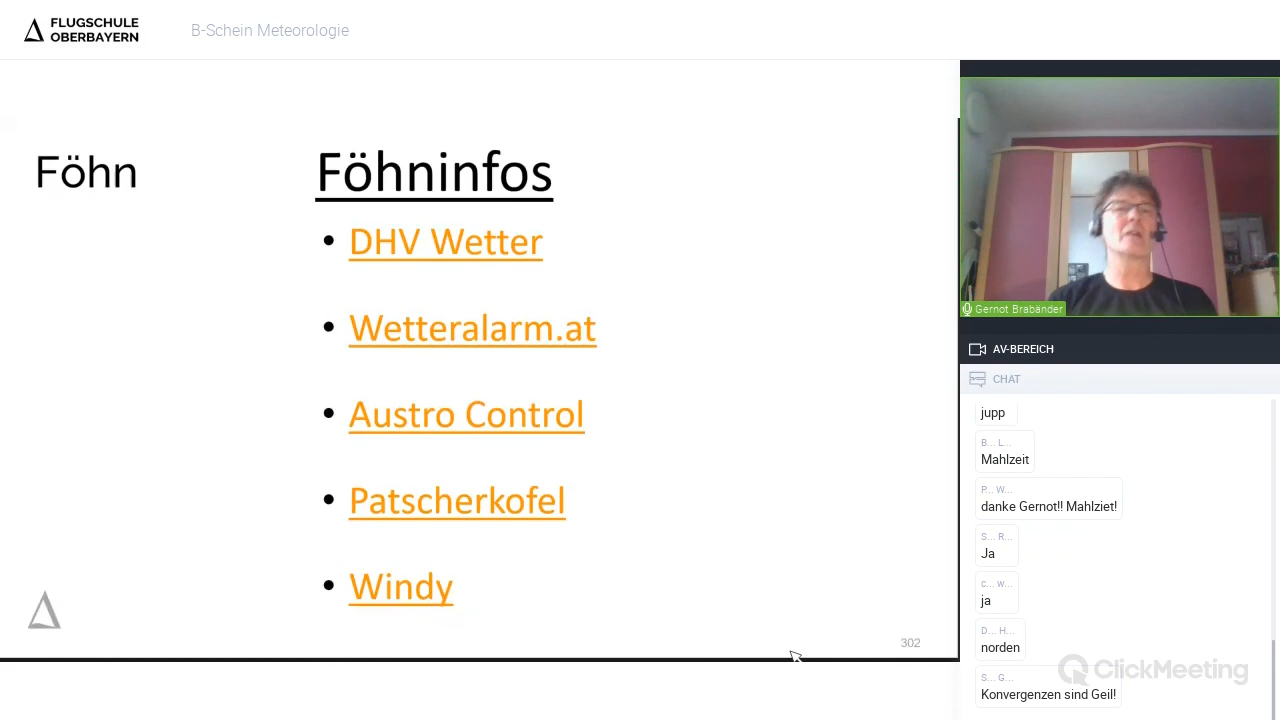 FLUGSCHULE
OBERBAYERN
B-Schein Meteorologie
Föhn
Föhninfos
• DHV Wetter
• Wetteralarm.at
• Austro Control
• Patscherkofel
• Windy
302
Gernot Brabänder
AV-BEREICH
CHAT
jupp
B... L...
Mahlzeit
P... W...
danke Gernot!! Mahlziet!
S... R...
Ja
c... w...
ja
D... H...
norden
S... G...
Konvergenzen sind Geil!
ClickMeeting